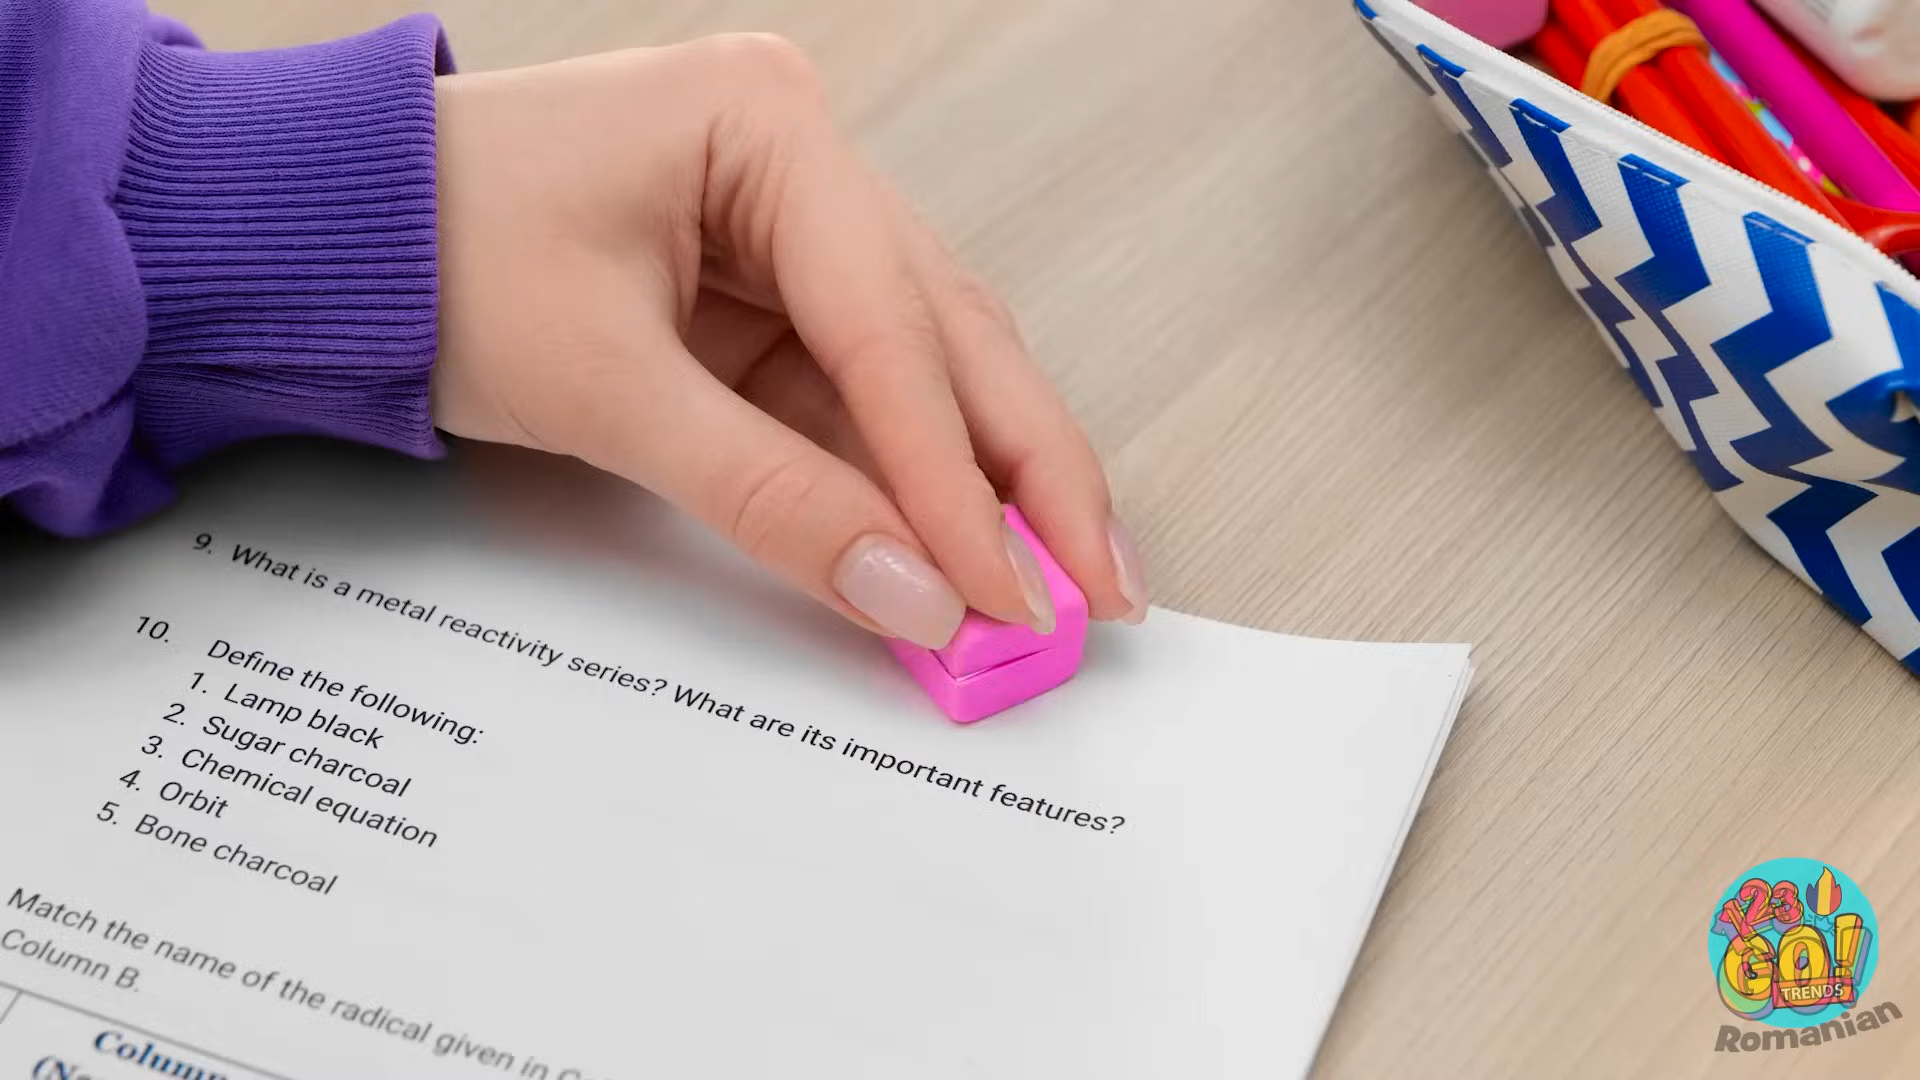 9. What is a metal reactivity series? What are its important features?
10. Define the following:
1. Lamp black
2. Sugar charcoal
3. Chemical equation
4. Orbit
5. Bone charcoal
Match the name of the radical given in
Column B.
123
GO!
TRENDS
Romanian